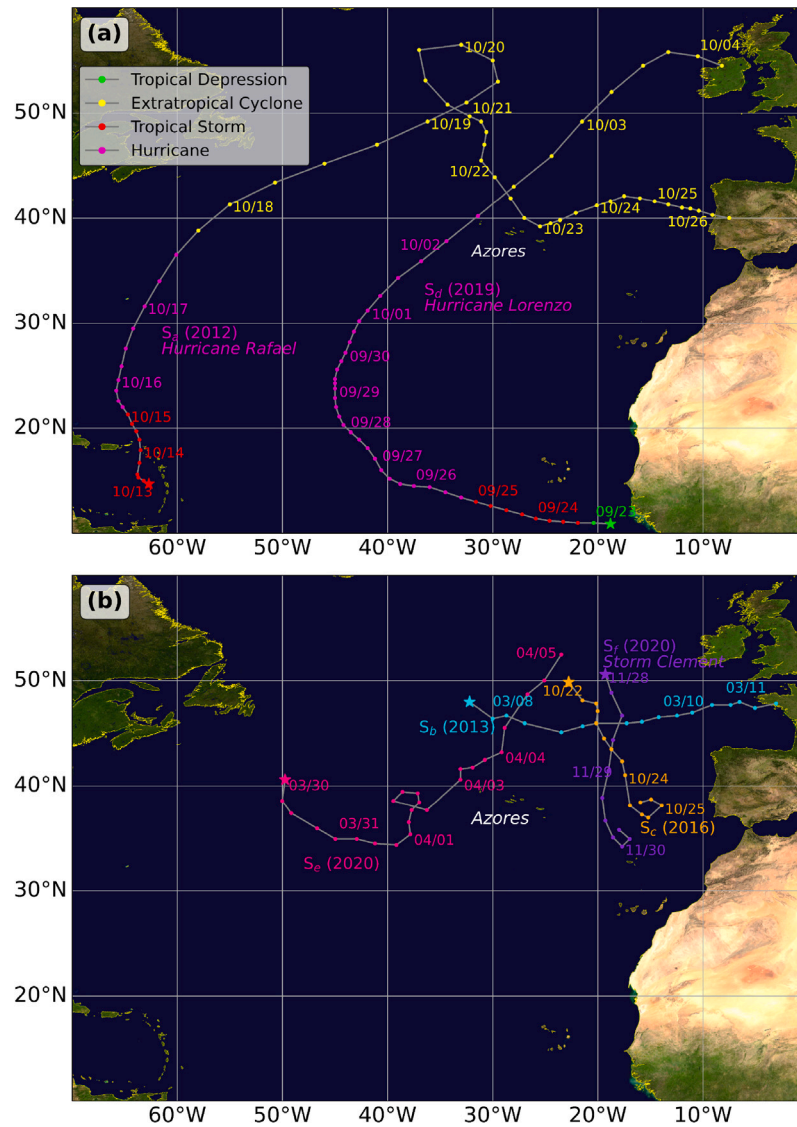 (a)
Tropical Depression
Extratropical Cyclone
Tropical Storm
Hurricane
10/20
10/04
10/21
10/19
10/03
10/22
10/18
10/24
10/25
10/23
10/26
10/02
Azores
S_d (2019)
Hurricane Lorenzo
10/17
10/01
S_a (2012)
Hurricane Rafael
09/30
10/16
09/29
10/15
09/28
10/14
09/27
10/13
09/26
09/25
09/24
09/23
50°N
40°N
30°N
20°N
60°W 50°W 40°W 30°W 20°W 10°W
(b)
04/05
S_f (2020)
Storm Clement
11/28
10/22
03/08
03/10
03/11
S_b (2013)
04/04
11/29
03/30
04/03
10/24
10/25
Azores
S_c (2016)
03/31
04/01
11/30
S_e (2020)
50°N
40°N
30°N
20°N
60°W 50°W 40°W 30°W 20°W 10°W